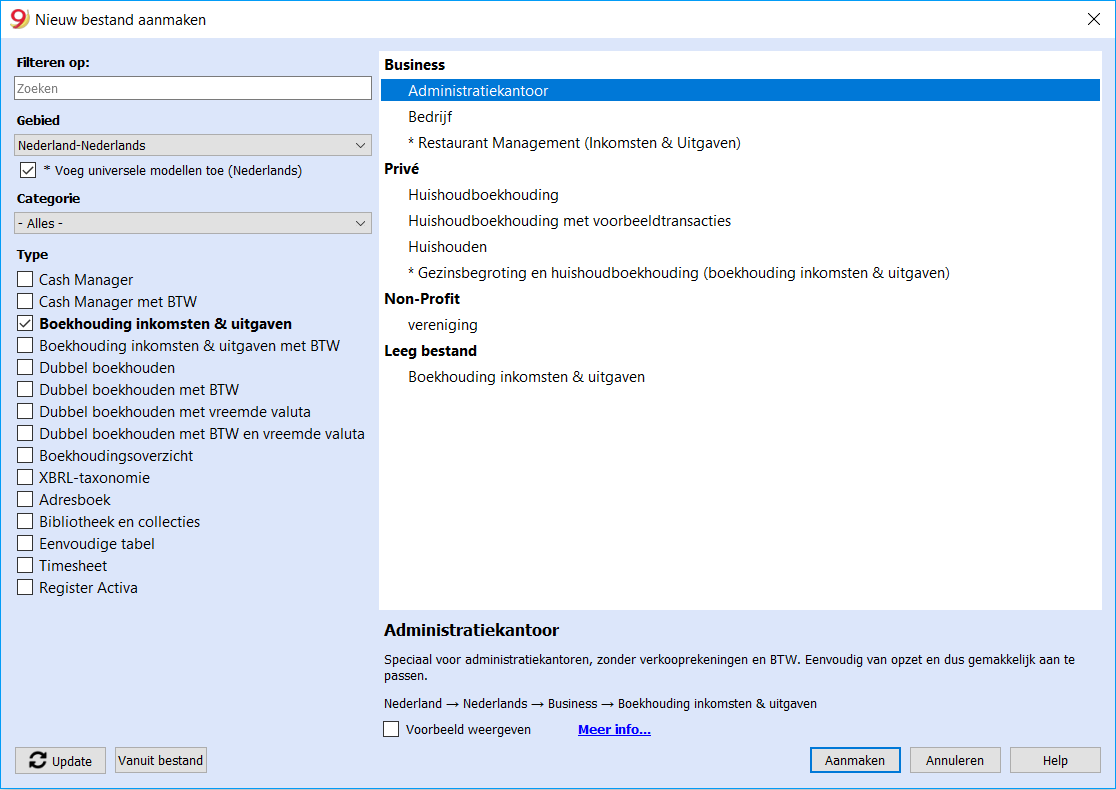 9 Nieuw bestand aanmaken
Filteren op:
Zoeken
Gebied
Nederland-Nederlands
* Voeg universele modellen toe (Nederlands)
Categorie
- Alles -
Type
Cash Manager
Cash Manager met BTW
Boekhouding inkomsten & uitgaven
Boekhouding inkomsten & uitgaven met BTW
Dubbel boekhouden
Dubbel boekhouden met BTW
Dubbel boekhouden met vreemde valuta
Dubbel boekhouden met BTW en vreemde valuta
Boekhoudingsoverzicht
XBRL-taxonomie
Adresboek
Bibliotheek en collecties
Eenvoudige tabel
Timesheet
Register Activa
Business
Administratiekantoor
Bedrijf
* Restaurant Management (Inkomsten & Uitgaven)
Privé
Huishoudboekhouding
Huishoudboekhouding met voorbeeldtransacties
Huishouden
* Gezinsbegroting en huishoudboekhouding (boekhouding inkomsten & uitgaven)
Non-Profit
vereniging
Leeg bestand
Boekhouding inkomsten & uitgaven
Administratiekantoor
Speciaal voor administratiekantoren, zonder verkooprekeningen en BTW. Eenvoudig van opzet en dus gemakkelijk aan te
passen.
Nederland → Nederlands → Business → Boekhouding inkomsten & uitgaven
Voorbeeld weergeven Meer info...
Update Vanuit bestand Aanmaken Annuleren Help